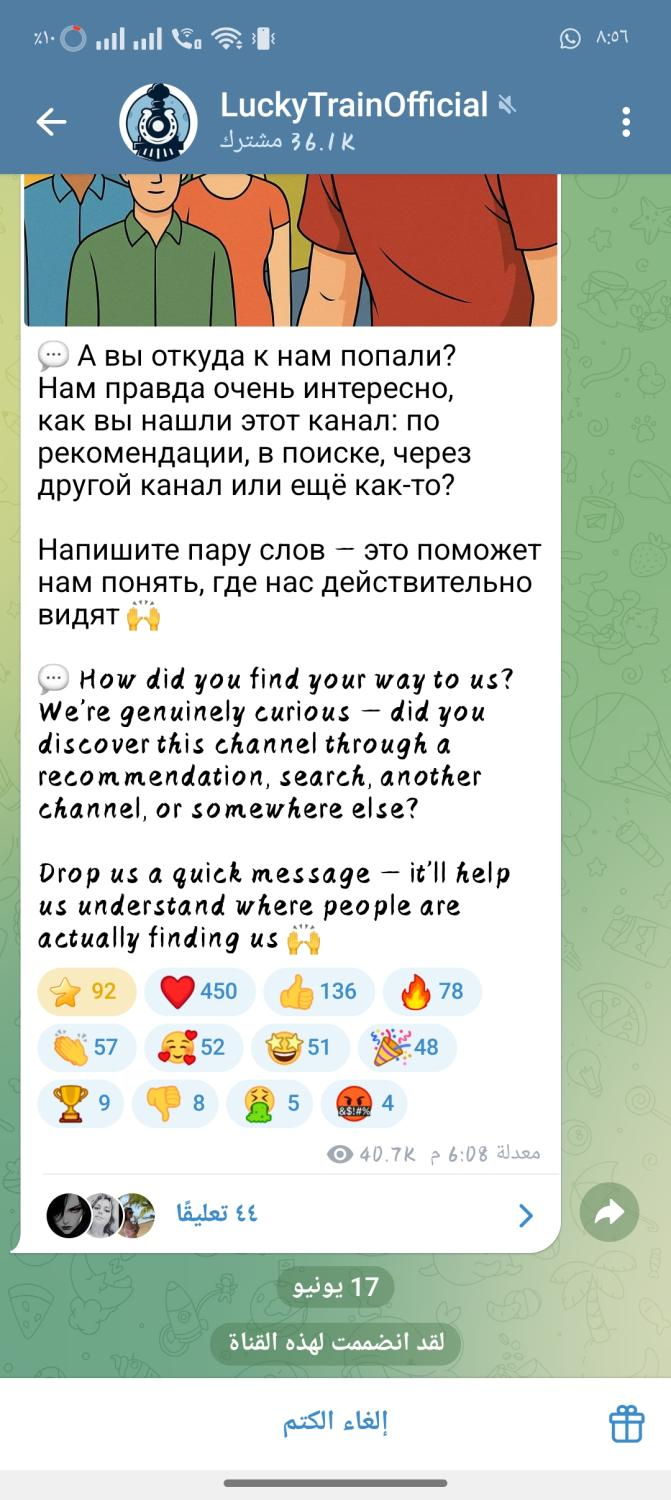 ٪١٠ ٨:٥٦
LuckyTrainOfficial
36.1K مشترك
💬 А вы откуда к нам попали?
Нам правда очень интересно,
как вы нашли этот канал: по
рекомендации, в поиске, через
другой канал или ещё как-то?
Напишите пару слов — это поможет
нам понять, где нас действительно
видят 🙌
💬 How did you find your way to us?
We're genuinely curious — did you
discover this channel through a
recommendation, search, another
channel, or somewhere else?
Drop us a quick message — it'll help
us understand where people are
actually finding us 🙌
⭐ 92 ❤️ 450 👍 136 🔥 78
👏 57 🥰 52 🤩 51 🎉 48
🏆 9 👎 8 🤮 5 🤬 4
40.7K معدلة 6:08 م
٤٤ تعليقًا
17 يونيو
لقد انضممت لهذه القناة
إلغاء الكتم